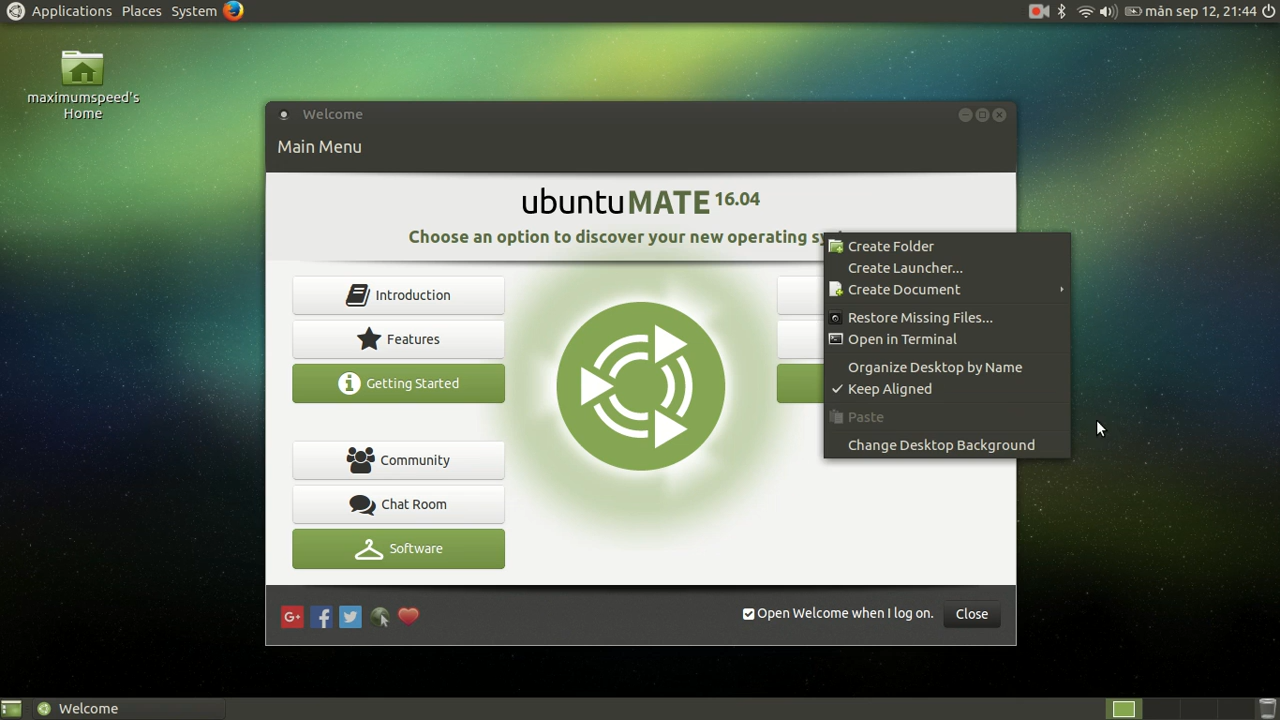 Applications Places System
mån sep 12, 21:44
maximumspeed's
Home
Welcome
Main Menu
ubuntuMATE 16.04
Choose an option to discover your new operating sy
Introduction
Features
Getting Started
Community
Chat Room
Software
Create Folder
Create Launcher...
Create Document
Restore Missing Files...
Open in Terminal
Organize Desktop by Name
Keep Aligned
Paste
Change Desktop Background
G+
Open Welcome when I log on.
Close
Welcome